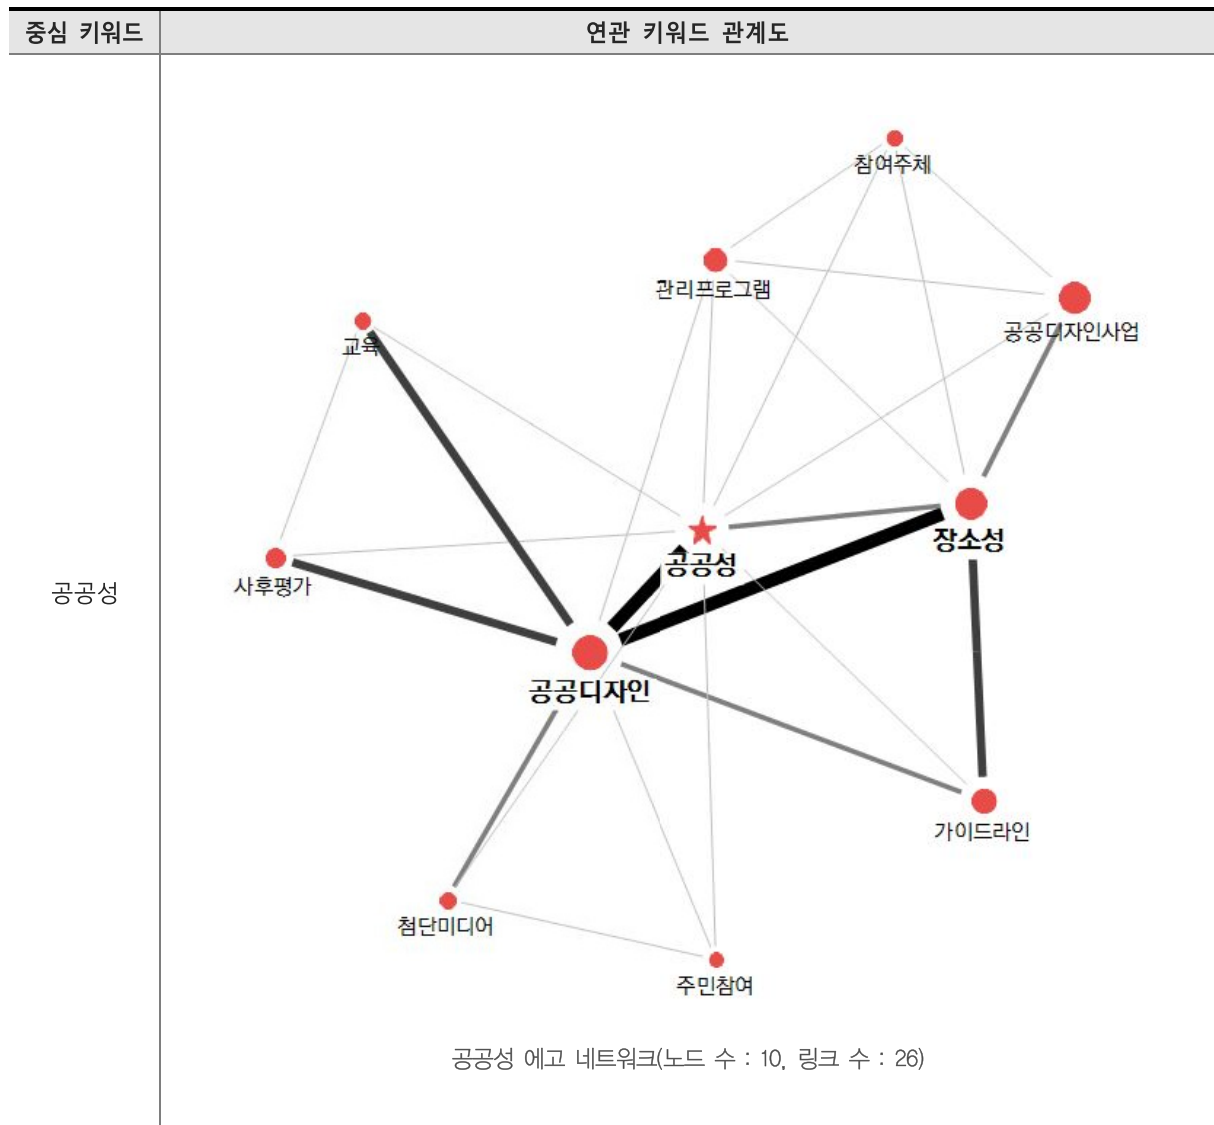 중심 키워드
연관 키워드 관계도
참여주체
관리프로그램
공공디자인사업
교육
공공성
장소성
사후평가
공공성
공공디자인
가이드라인
첨단미디어
주민참여
공공성 에고 네트워크(노드 수 : 10, 링크 수 : 26)